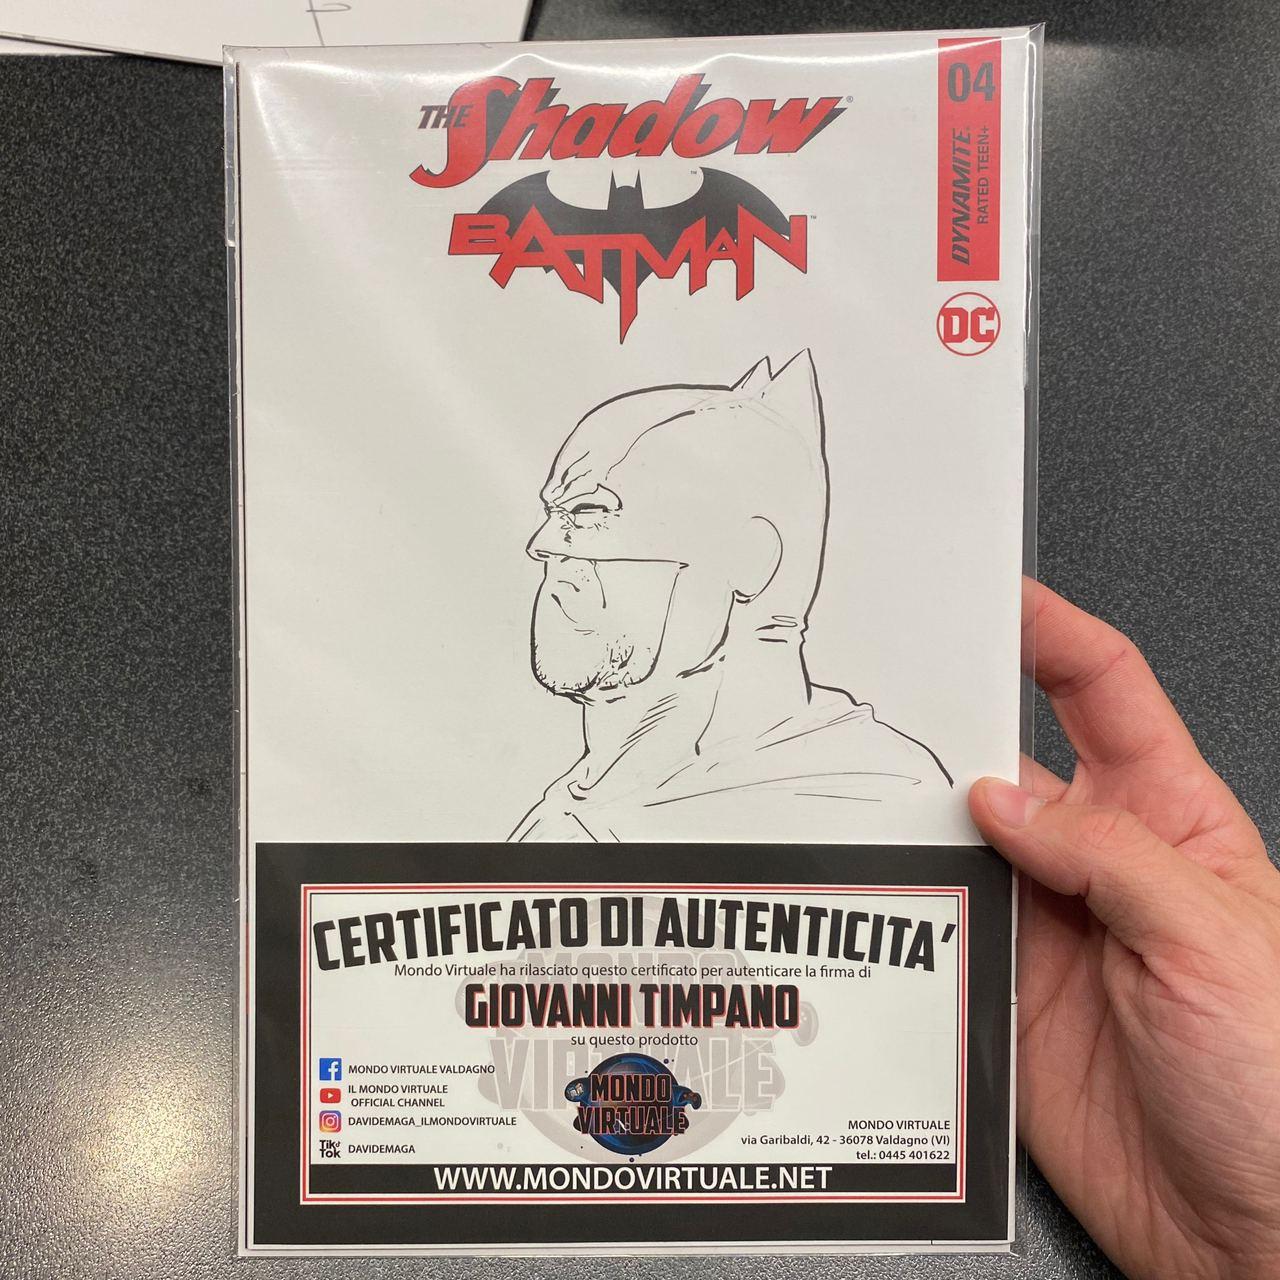 THE Shadow®
BATMAN™
04
DYNAMITE®
RATED TEEN+
DC
CERTIFICATO DI AUTENTICITA'
Mondo Virtuale ha rilasciato questo certificato per autenticare la firma di
GIOVANNI TIMPANO
su questo prodotto
MONDO VIRTUALE VALDAGNO
IL MONDO VIRTUALE
OFFICIAL CHANNEL
DAVIDEMAGA_ILMONDOVIRTUALE
TikTok DAVIDEMAGA
MONDO
VIRTUALE
MONDO VIRTUALE
via Garibaldi, 42 - 36078 Valdagno (VI)
tel.: 0445 401622
WWW.MONDOVIRTUALE.NET